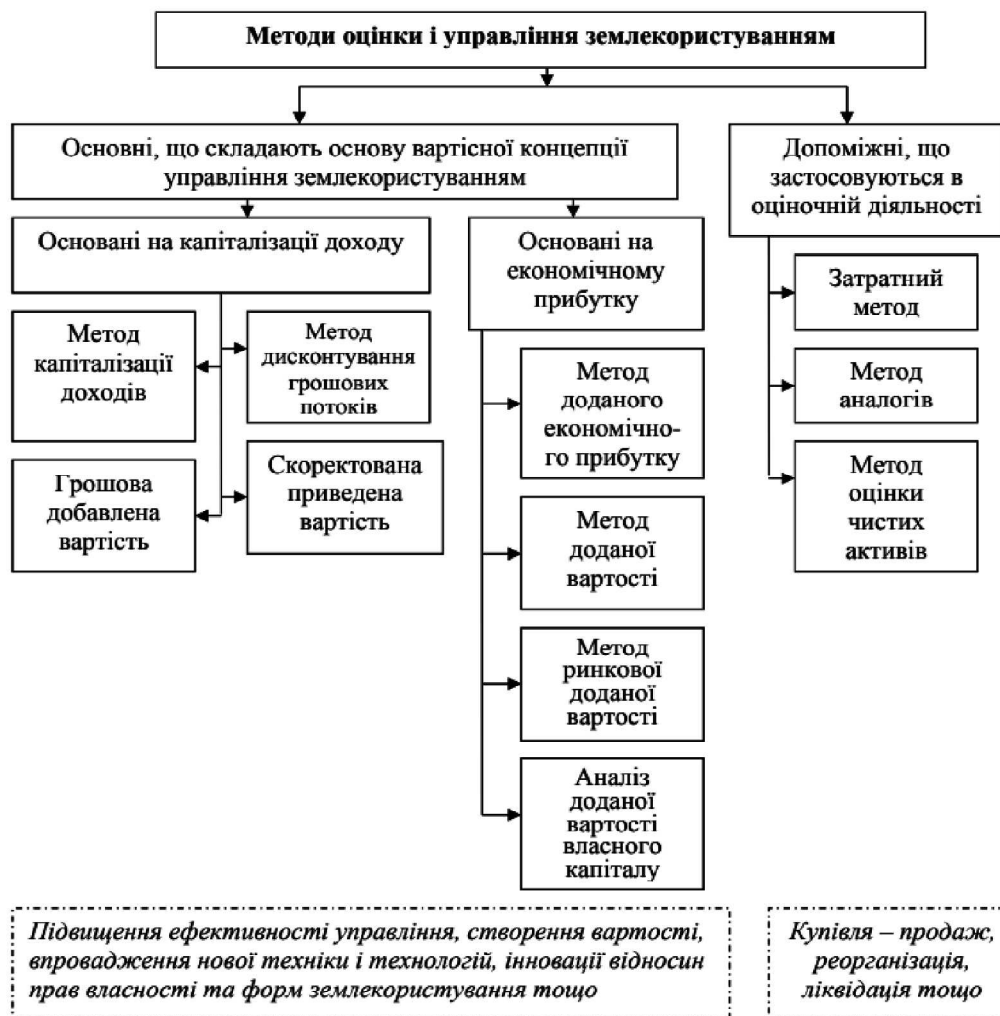 Методи оцінки і управління землекористуванням
Основні, що складають основу вартісної концепції
управління землекористуванням
Допоміжні, що
застосовуються в
оціночній діяльності
Основані на капіталізації доходу
Метод
капіталізації
доходів
Метод
дисконтування
грошових
потоків
Грошова
добавлена
вартість
Скоректована
приведена
вартість
Основані на
економічному
прибутку
Метод
доданого
економічно-
го прибутку
Метод
доданої
вартості
Метод
ринкової
доданої
вартості
Аналіз
доданої
вартості
власного
капіталу
Затратний
метод
Метод
аналогів
Метод
оцінки
чистих
активів
Підвищення ефективності управління, створення вартості,
впровадження нової техніки і технологій, інновації відносин
прав власності та форм землекористування тощо
Купівля – продаж,
реорганізація,
ліквідація тощо